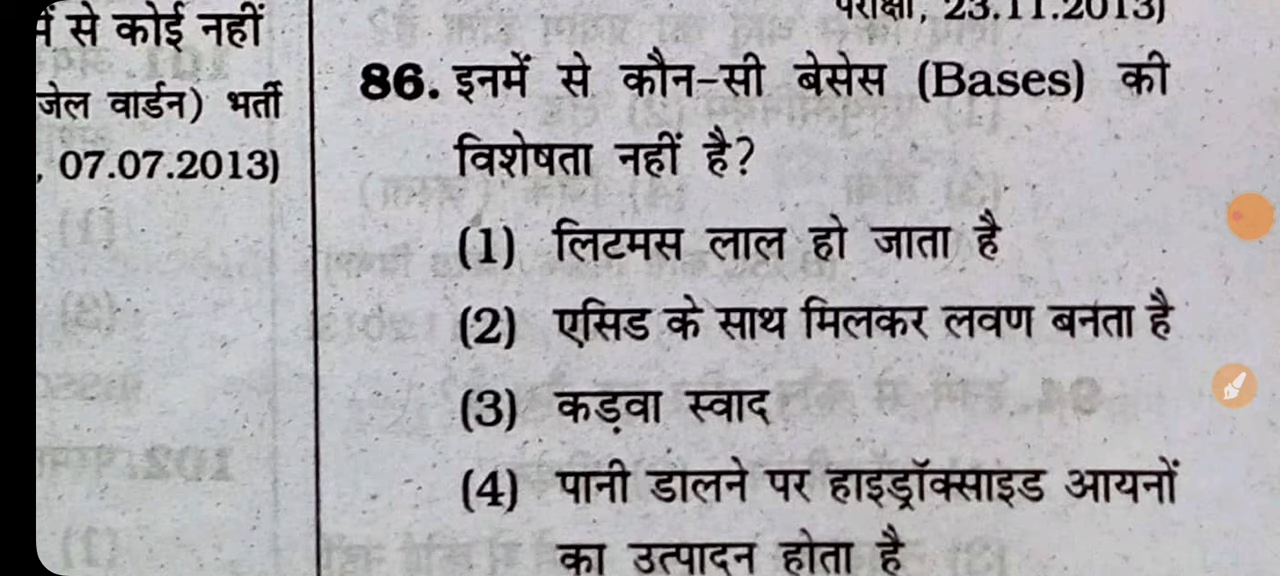 में से कोई नहीं
जेल वार्डन) भर्ती
, 07.07.2013)
परीक्षा, 23.11.2013)
86. इनमें से कौन-सी बेसेस (Bases) की
विशेषता नहीं है?
(1) लिटमस लाल हो जाता है
(2) एसिड के साथ मिलकर लवण बनता है
(3) कड़वा स्वाद
(4) पानी डालने पर हाइड्रॉक्साइड आयनों
का उत्पादन होता है